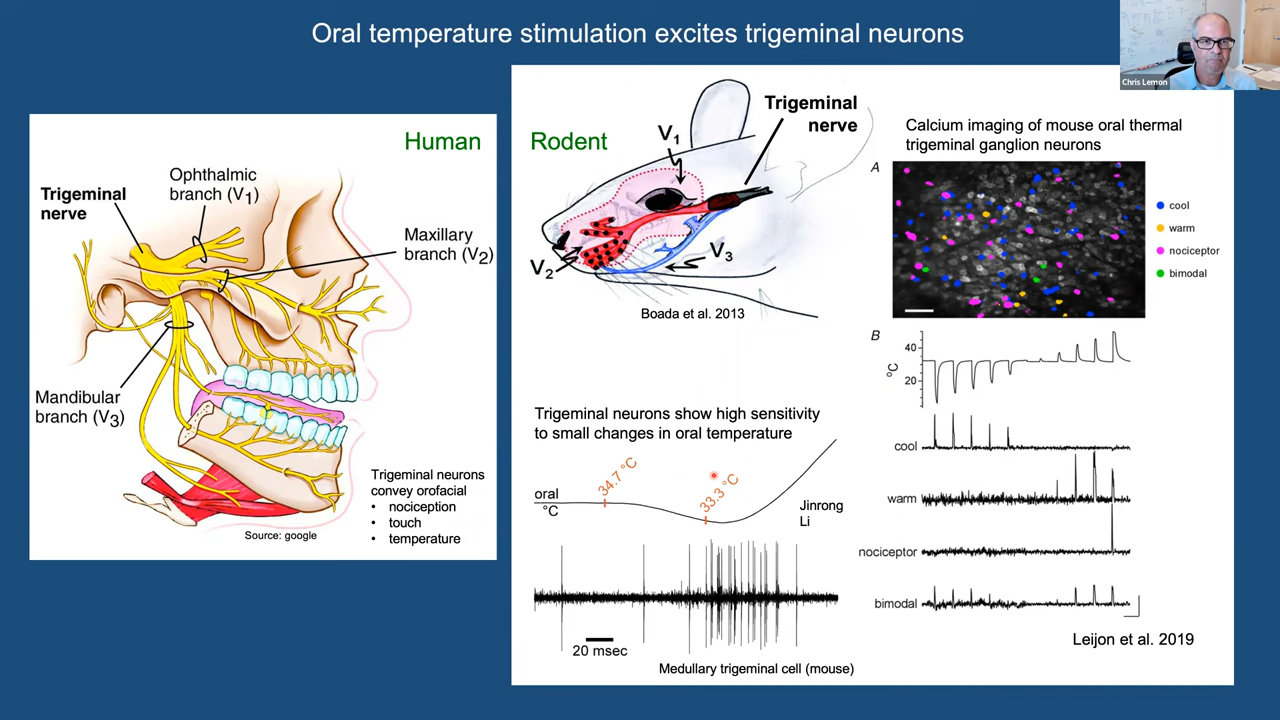 Oral temperature stimulation excites trigeminal neurons
Chris Lemon
Human
Ophthalmic
branch (V1)
Trigeminal
nerve
Maxillary
branch (V2)
Mandibular
branch (V3)
Trigeminal neurons
convey orofacial
• nociception
• touch
• temperature
Source: google
Rodent
Trigeminal
nerve
V1
V2
V3
Boada et al. 2013
Trigeminal neurons show high sensitivity
to small changes in oral temperature
oral
°C
34.7 °C
33.3 °C
Jinrong
Li
20 msec
Medullary trigeminal cell (mouse)
Calcium imaging of mouse oral thermal
trigeminal ganglion neurons
A
cool
warm
nociceptor
bimodal
B
°C
40
20
cool
warm
nociceptor
bimodal
Leijon et al. 2019